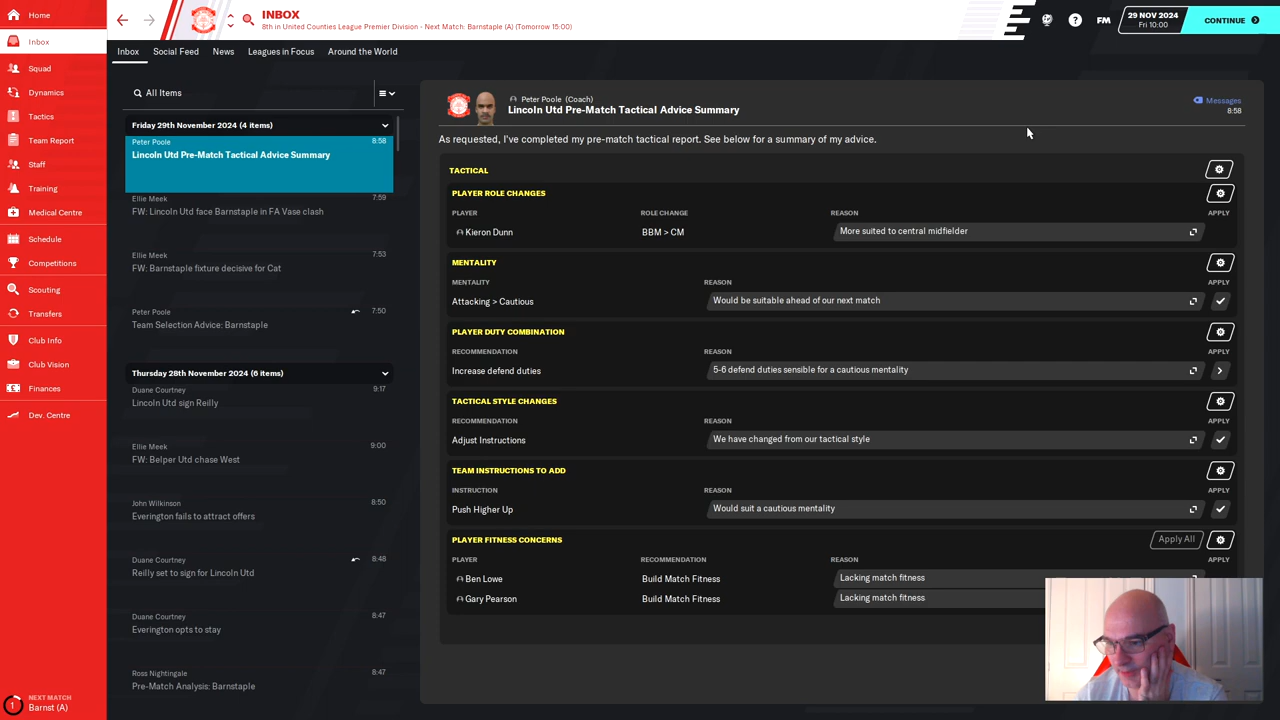 Home
Inbox
Squad
Dynamics
Tactics
Team Report
Staff
Training
Medical Centre
Schedule
Competitions
Scouting
Transfers
Club Info
Club Vision
Finances
Dev. Centre
1
NEXT MATCH
Barnst (A)
INBOX
8th in United Counties League Premier Division - Next Match: Barnstaple (A) (Tomorrow 15:00)
?
FM
29 NOV 2024
Fri 10:00
CONTINUE
Inbox
Social Feed
News
Leagues in Focus
Around the World
All Items
Friday 29th November 2024 (4 items)
Peter Poole 8:58
Lincoln Utd Pre-Match Tactical Advice Summary
Ellie Meek 7:59
FW: Lincoln Utd face Barnstaple in FA Vase clash
Ellie Meek 7:53
FW: Barnstaple fixture decisive for Cat
Peter Poole 7:50
Team Selection Advice: Barnstaple
Thursday 28th November 2024 (6 items)
Duane Courtney 9:17
Lincoln Utd sign Reilly
Ellie Meek 9:00
FW: Belper Utd chase West
John Wilkinson 8:50
Everington fails to attract offers
Duane Courtney 8:48
Reilly set to sign for Lincoln Utd
Duane Courtney 8:47
Everington opts to stay
Ross Nightingale 8:47
Pre-Match Analysis: Barnstaple
Peter Poole (Coach)
Lincoln Utd Pre-Match Tactical Advice Summary
Messages
8:58
As requested, I've completed my pre-match tactical report. See below for a summary of my advice.
TACTICAL
PLAYER ROLE CHANGES
PLAYER ROLE CHANGE REASON APPLY
Kieron Dunn BBM > CM More suited to central midfielder
MENTALITY
MENTALITY REASON APPLY
Attacking > Cautious Would be suitable ahead of our next match
PLAYER DUTY COMBINATION
RECOMMENDATION REASON APPLY
Increase defend duties 5-6 defend duties sensible for a cautious mentality
TACTICAL STYLE CHANGES
RECOMMENDATION REASON APPLY
Adjust Instructions We have changed from our tactical style
TEAM INSTRUCTIONS TO ADD
INSTRUCTION REASON APPLY
Push Higher Up Would suit a cautious mentality
PLAYER FITNESS CONCERNS Apply All
PLAYER RECOMMENDATION REASON APPLY
Ben Lowe Build Match Fitness Lacking match fitness
Gary Pearson Build Match Fitness Lacking match fitness